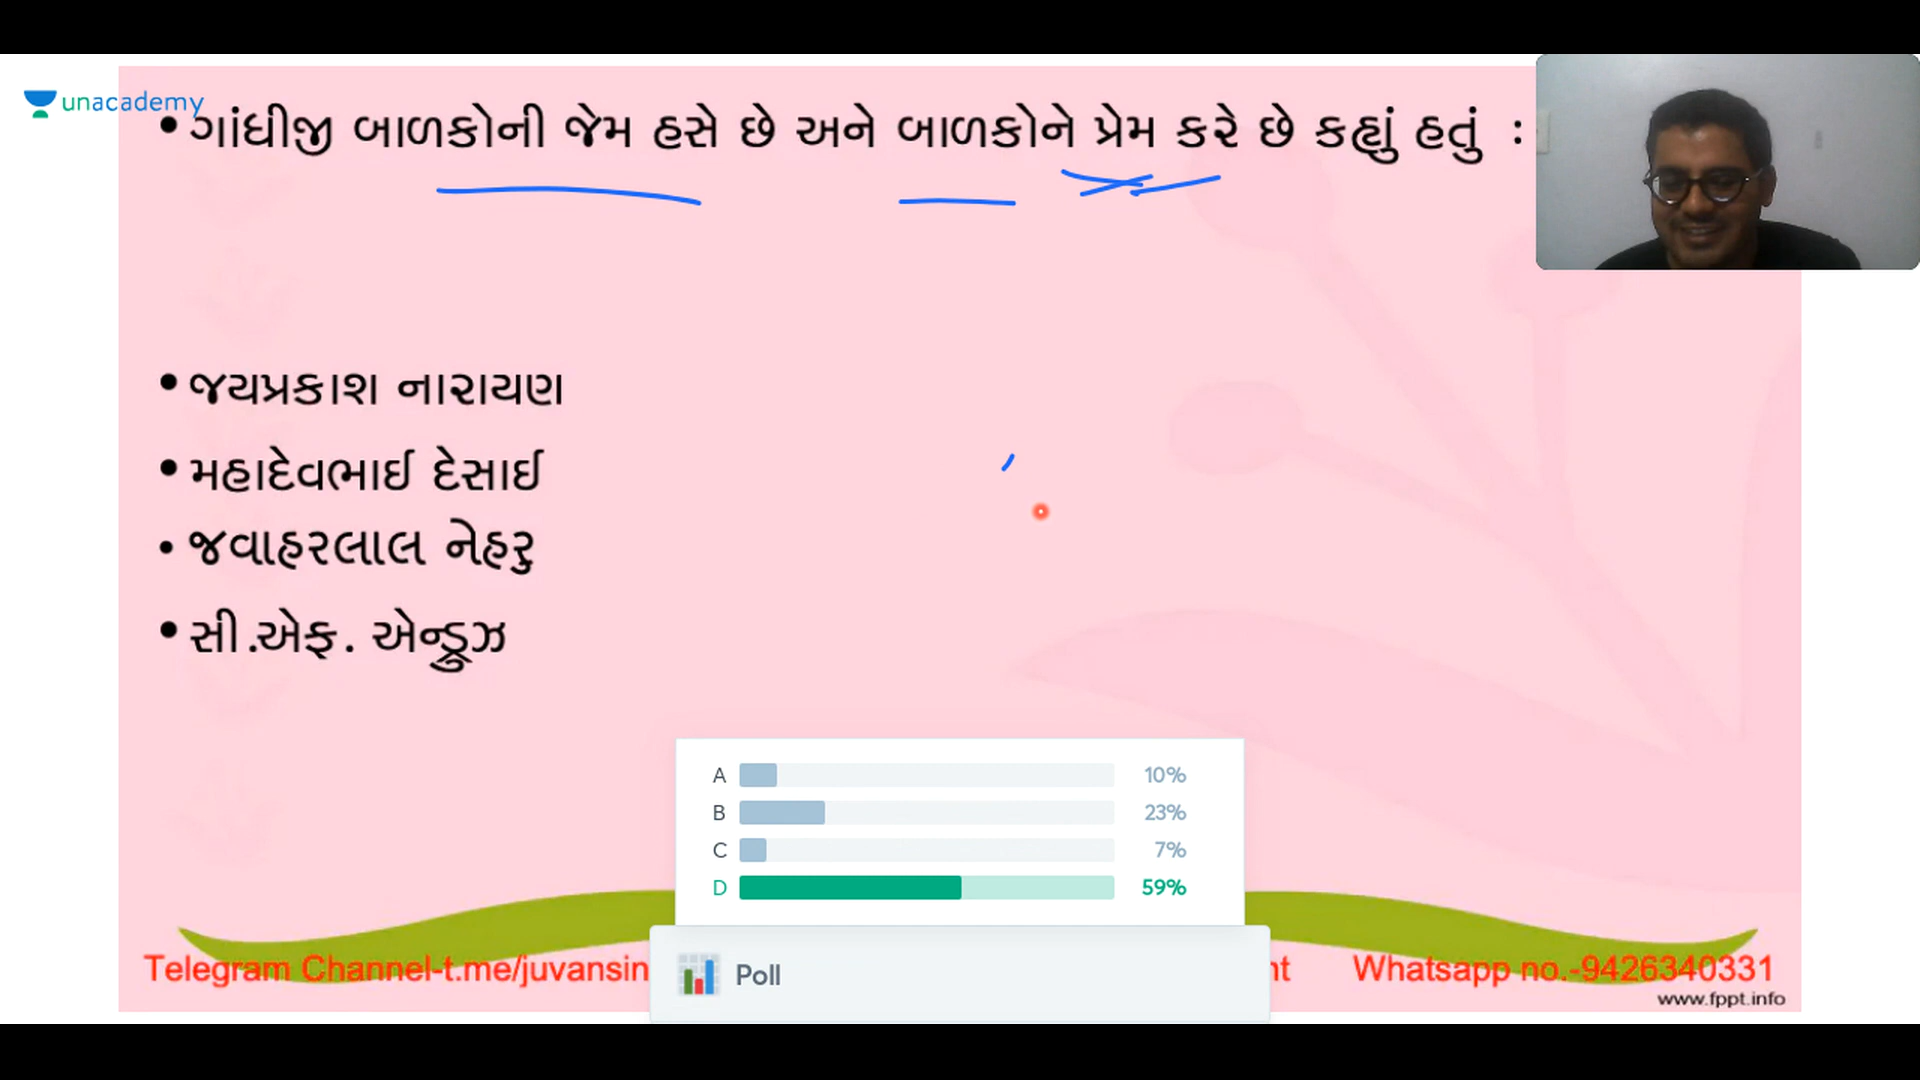 unacademy
• ગાંધીજી બાળકોની જેમ હસે છે અને બાળકોને પ્રેમ કરે છે કહ્યું હતું :
• જયપ્રકાશ નારાયણ
• મહાદેવભાઈ દેસાઈ
• જવાહરલાલ નેહરુ
• સી.એફ. એન્ડ્રુઝ
A 10%
B 23%
C 7%
D 59%
Poll
Telegram Channel-t.me/juvansin
nt Whatsapp no.-9426340331
www.fppt.info